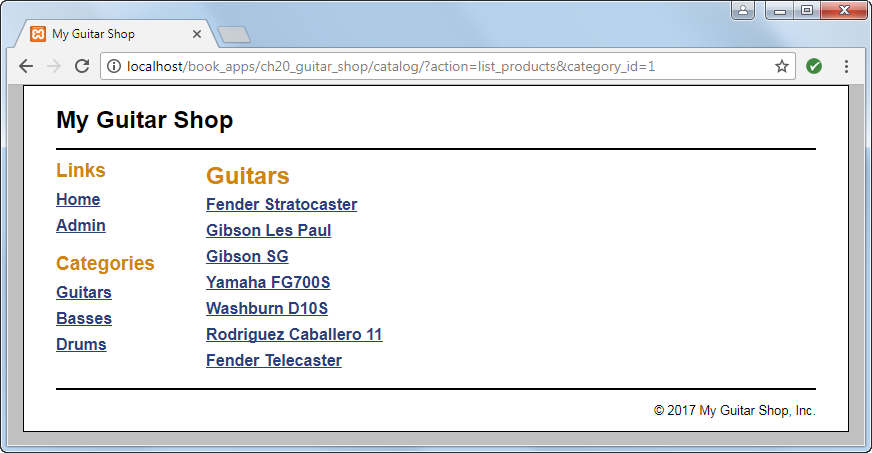 My Guitar Shop
localhost/book_apps/ch20_guitar_shop/catalog/?action=list_products&category_id=1
My Guitar Shop
Links
Home
Admin
Categories
Guitars
Basses
Drums
Guitars
Fender Stratocaster
Gibson Les Paul
Gibson SG
Yamaha FG700S
Washburn D10S
Rodriguez Caballero 11
Fender Telecaster
© 2017 My Guitar Shop, Inc.